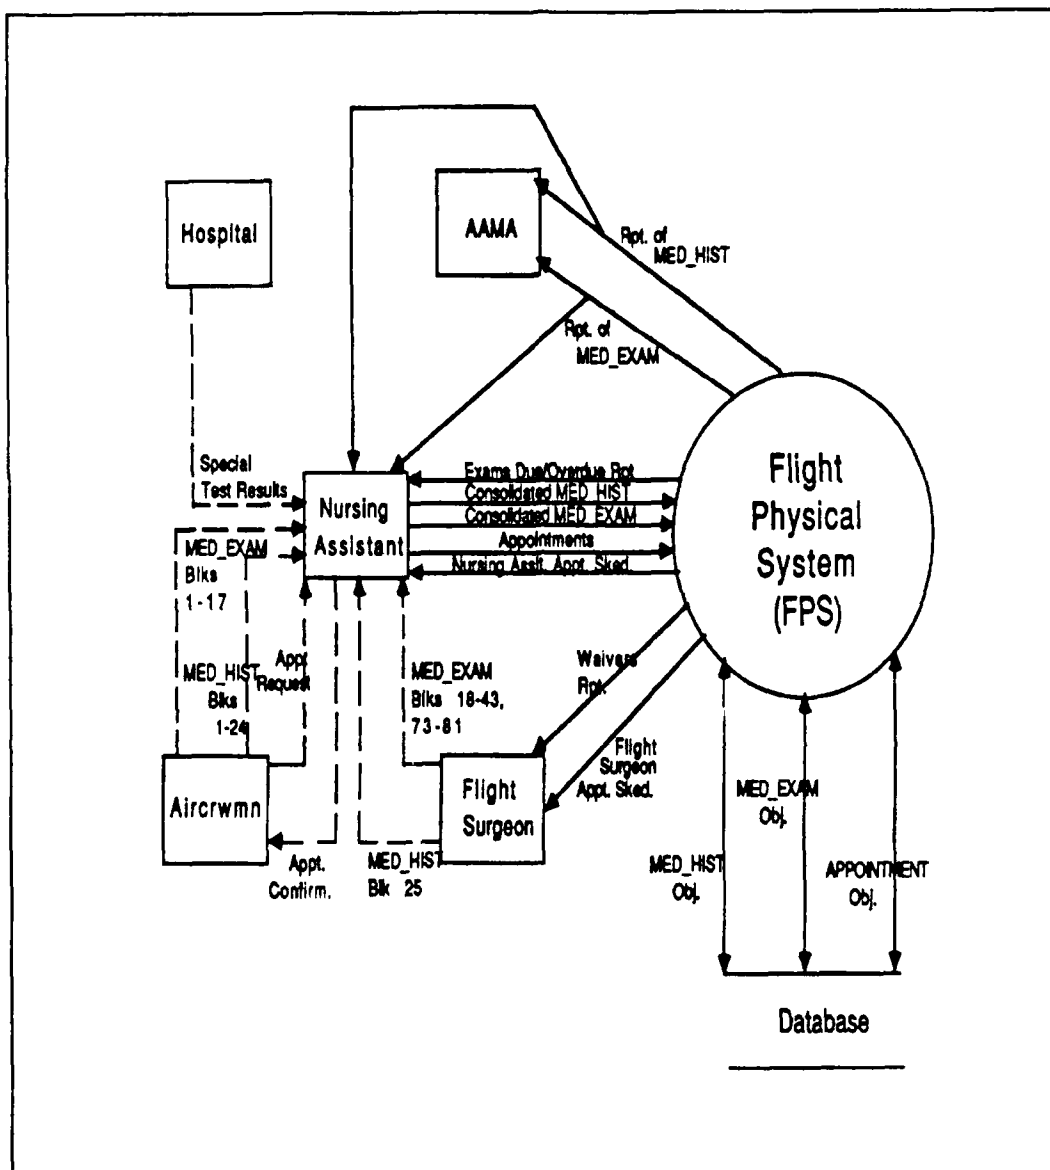 Hospital
AAMA
Rpt. of
MED_HIST
Rpt. of
MED_EXAM
Special
Test Results
Nursing
Assistant
Exams Due/Overdue Rpt
Consolidated MED_HIST
Consolidated MED_EXAM
Appointments
Nursing Assit. Appt. Sked.
Flight
Physical
System
(FPS)
MED_EXAM
Blks
1-17
MED_HIST
Blks
1-24
Appt
Request
MED_EXAM
Blks 18-43,
73-81
Waivers
Rpt.
Flight
Surgeon
Appt. Sked.
Aircrwmn
Flight
Surgeon
Appt.
Confirm.
MED_HIST
Blk 25
MED_EXAM
Obj.
MED_HIST
Obj.
APPOINTMENT
Obj.
Database